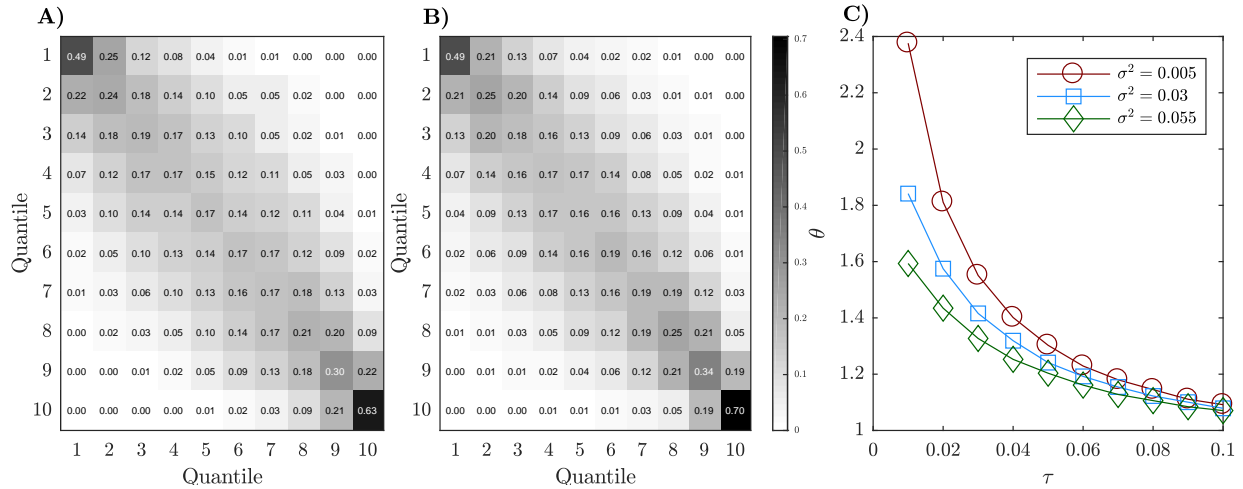 A)
1 0.49 0.25 0.12 0.08 0.04 0.01 0.01 0.00 0.00 0.00
2 0.22 0.24 0.18 0.14 0.10 0.05 0.05 0.02 0.00 0.00
3 0.14 0.18 0.19 0.17 0.13 0.10 0.05 0.02 0.01 0.00
4 0.07 0.12 0.17 0.17 0.15 0.12 0.11 0.05 0.03 0.00
5 0.03 0.10 0.14 0.14 0.17 0.14 0.12 0.11 0.04 0.01
6 0.02 0.05 0.10 0.13 0.14 0.17 0.17 0.12 0.10 0.02
7 0.01 0.03 0.06 0.10 0.13 0.16 0.17 0.18 0.13 0.03
8 0.00 0.02 0.03 0.05 0.10 0.14 0.17 0.21 0.20 0.09
9 0.00 0.00 0.01 0.02 0.05 0.09 0.13 0.18 0.30 0.22
10 0.00 0.00 0.00 0.00 0.01 0.02 0.03 0.09 0.21 0.63
1 2 3 4 5 6 7 8 9 10
Quantile
Quantile
B)
0.49 0.21 0.13 0.07 0.04 0.02 0.02 0.01 0.00 0.00
0.21 0.25 0.20 0.14 0.09 0.06 0.03 0.01 0.01 0.00
0.13 0.20 0.18 0.16 0.13 0.09 0.06 0.03 0.01 0.00
0.07 0.14 0.16 0.17 0.17 0.14 0.08 0.05 0.02 0.00
0.04 0.09 0.13 0.17 0.16 0.16 0.13 0.09 0.04 0.01
0.02 0.06 0.09 0.14 0.16 0.19 0.16 0.12 0.06 0.01
0.02 0.03 0.06 0.08 0.12 0.16 0.19 0.19 0.12 0.03
0.01 0.01 0.03 0.05 0.09 0.12 0.19 0.25 0.21 0.05
0.00 0.01 0.01 0.02 0.04 0.06 0.12 0.21 0.34 0.19
0.00 0.00 0.00 0.00 0.01 0.01 0.03 0.05 0.19 0.70
1 2 3 4 5 6 7 8 9 10
Quantile
Quantile
0.7
0.6
0.5
0.4
0.3
0.2
0.1
0
C)
2.4
2.2
2
1.8
1.6
1.4
1.2
1
θ
σ² = 0.005
σ² = 0.03
σ² = 0.055
0 0.02 0.04 0.06 0.08 0.1
τ